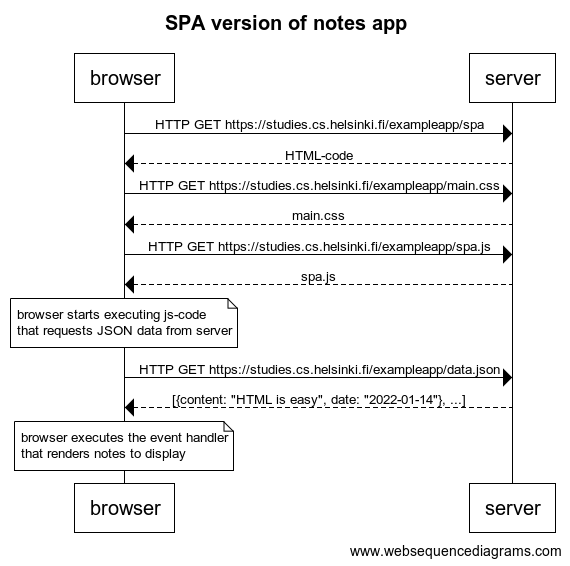 SPA version of notes app
browser
server
HTTP GET https://studies.cs.helsinki.fi/exampleapp/spa
HTML-code
HTTP GET https://studies.cs.helsinki.fi/exampleapp/main.css
main.css
HTTP GET https://studies.cs.helsinki.fi/exampleapp/spa.js
spa.js
browser starts executing js-code
that requests JSON data from server
HTTP GET https://studies.cs.helsinki.fi/exampleapp/data.json
[{content: "HTML is easy", date: "2022-01-14"}, ...]
browser executes the event handler
that renders notes to display
browser
server
www.websequencediagrams.com